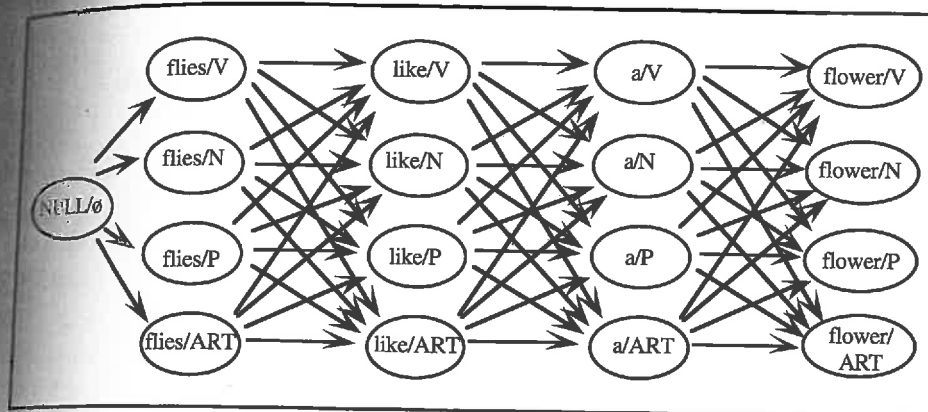 flies/V
like/V
a/V
flower/V
flies/N
like/N
a/N
flower/N
NULL/ø
flies/P
like/P
a/P
flower/P
flies/ART
like/ART
a/ART
flower/
ART